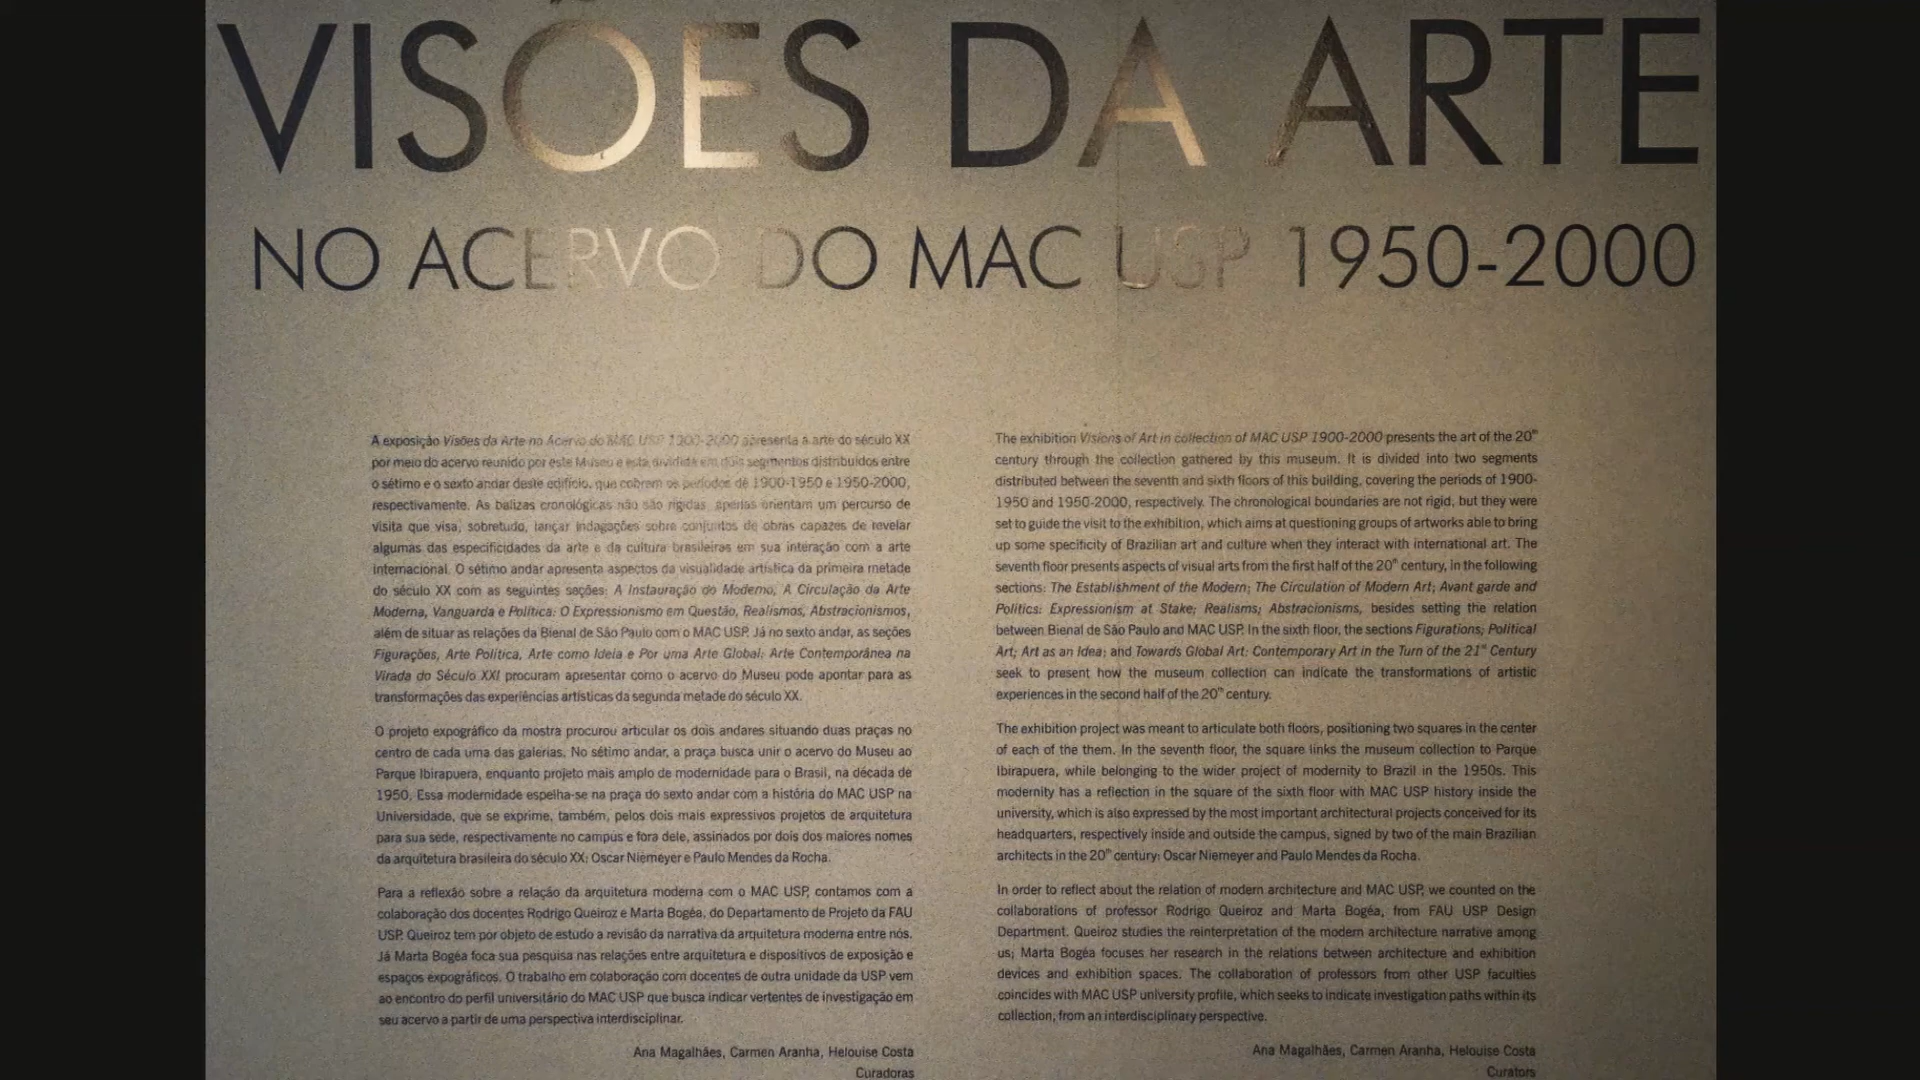 VISÕES DA ARTE
NO ACERVO DO MAC USP 1950-2000
A exposição Visões da Arte no Acervo do MAC USP 1900-2000 apresenta a arte do século XX
por meio do acervo reunido por este Museu e está dividida em dois segmentos distribuídos entre
o sétimo e o sexto andar deste edifício, que cobrem os períodos de 1900-1950 e 1950-2000,
respectivamente. As balizas cronológicas não são rígidas, apenas orientam um percurso de
visita que visa, sobretudo, lançar indagações sobre conjuntos de obras capazes de revelar
algumas das especificidades da arte e da cultura brasileiras em sua interação com a arte
internacional. O sétimo andar apresenta aspectos da visualidade artística da primeira metade
do século XX com as seguintes seções: A Instauração do Moderno, A Circulação da Arte
Moderna, Vanguarda e Política: O Expressionismo em Questão, Realismos, Abstracionismos,
além de situar as relações da Bienal de São Paulo com o MAC USP. Já no sexto andar, as seções
Figurações, Arte Política, Arte como Ideia e Por uma Arte Global: Arte Contemporânea na
Virada do Século XXI procuram apresentar como o acervo do Museu pode apontar para as
transformações das experiências artísticas da segunda metade do século XX.
O projeto expográfico da mostra procurou articular os dois andares situando duas praças no
centro de cada uma das galerias. No sétimo andar, a praça busca unir o acervo do Museu ao
Parque Ibirapuera, enquanto projeto mais amplo de modernidade para o Brasil, na década de
1950. Essa modernidade espelha-se na praça do sexto andar com a história do MAC USP na
Universidade, que se exprime, também, pelos dois mais expressivos projetos de arquitetura
para sua sede, respectivamente no campus e fora dele, assinados por dois dos maiores nomes
da arquitetura brasileira do século XX: Oscar Niemeyer e Paulo Mendes da Rocha.
Para a reflexão sobre a relação da arquitetura moderna com o MAC USP, contamos com a
colaboração dos docentes Rodrigo Queiroz e Marta Bogéa, do Departamento de Projeto da FAU
USP. Queiroz tem por objeto de estudo a revisão da narrativa da arquitetura moderna entre nós.
Já Marta Bogéa foca sua pesquisa nas relações entre arquitetura e dispositivos de exposição e
espaços expográficos. O trabalho em colaboração com docentes de outra unidade da USP vem
ao encontro do perfil universitário do MAC USP que busca indicar vertentes de investigação em
seu acervo a partir de uma perspectiva interdisciplinar.
Ana Magalhães, Carmen Aranha, Helouise Costa
Curadoras
The exhibition Visions of Art in collection of MAC USP 1900-2000 presents the art of the 20th
century through the collection gathered by this museum. It is divided into two segments
distributed between the seventh and sixth floors of this building, covering the periods of 1900-
1950 and 1950-2000, respectively. The chronological boundaries are not rigid, but they were
set to guide the visit to the exhibition, which aims at questioning groups of artworks able to bring
up some specificity of Brazilian art and culture when they interact with international art. The
seventh floor presents aspects of visual arts from the first half of the 20th century, in the following
sections: The Establishment of the Modern; The Circulation of Modern Art; Avant garde and
Politics: Expressionism at Stake; Realisms; Abstracionisms, besides setting the relation
between Bienal de São Paulo and MAC USP. In the sixth floor, the sections Figurations; Political
Art; Art as an Idea; and Towards Global Art: Contemporary Art in the Turn of the 21st Century
seek to present how the museum collection can indicate the transformations of artistic
experiences in the second half of the 20th century.
The exhibition project was meant to articulate both floors, positioning two squares in the center
of each of the them. In the seventh floor, the square links the museum collection to Parque
Ibirapuera, while belonging to the wider project of modernity to Brazil in the 1950s. This
modernity has a reflection in the square of the sixth floor with MAC USP history inside the
university, which is also expressed by the most important architectural projects conceived for its
headquarters, respectively inside and outside the campus, signed by two of the main Brazilian
architects in the 20th century: Oscar Niemeyer and Paulo Mendes da Rocha.
In order to reflect about the relation of modern architecture and MAC USP, we counted on the
collaborations of professor Rodrigo Queiroz and Marta Bogéa, from FAU USP Design
Department. Queiroz studies the reinterpretation of the modern architecture narrative among
us; Marta Bogéa focuses her research in the relations between architecture and exhibition
devices and exhibition spaces. The collaboration of professors from other USP faculties
coincides with MAC USP university profile, which seeks to indicate investigation paths within its
collection, from an interdisciplinary perspective.
Ana Magalhães, Carmen Aranha, Helouise Costa
Curators